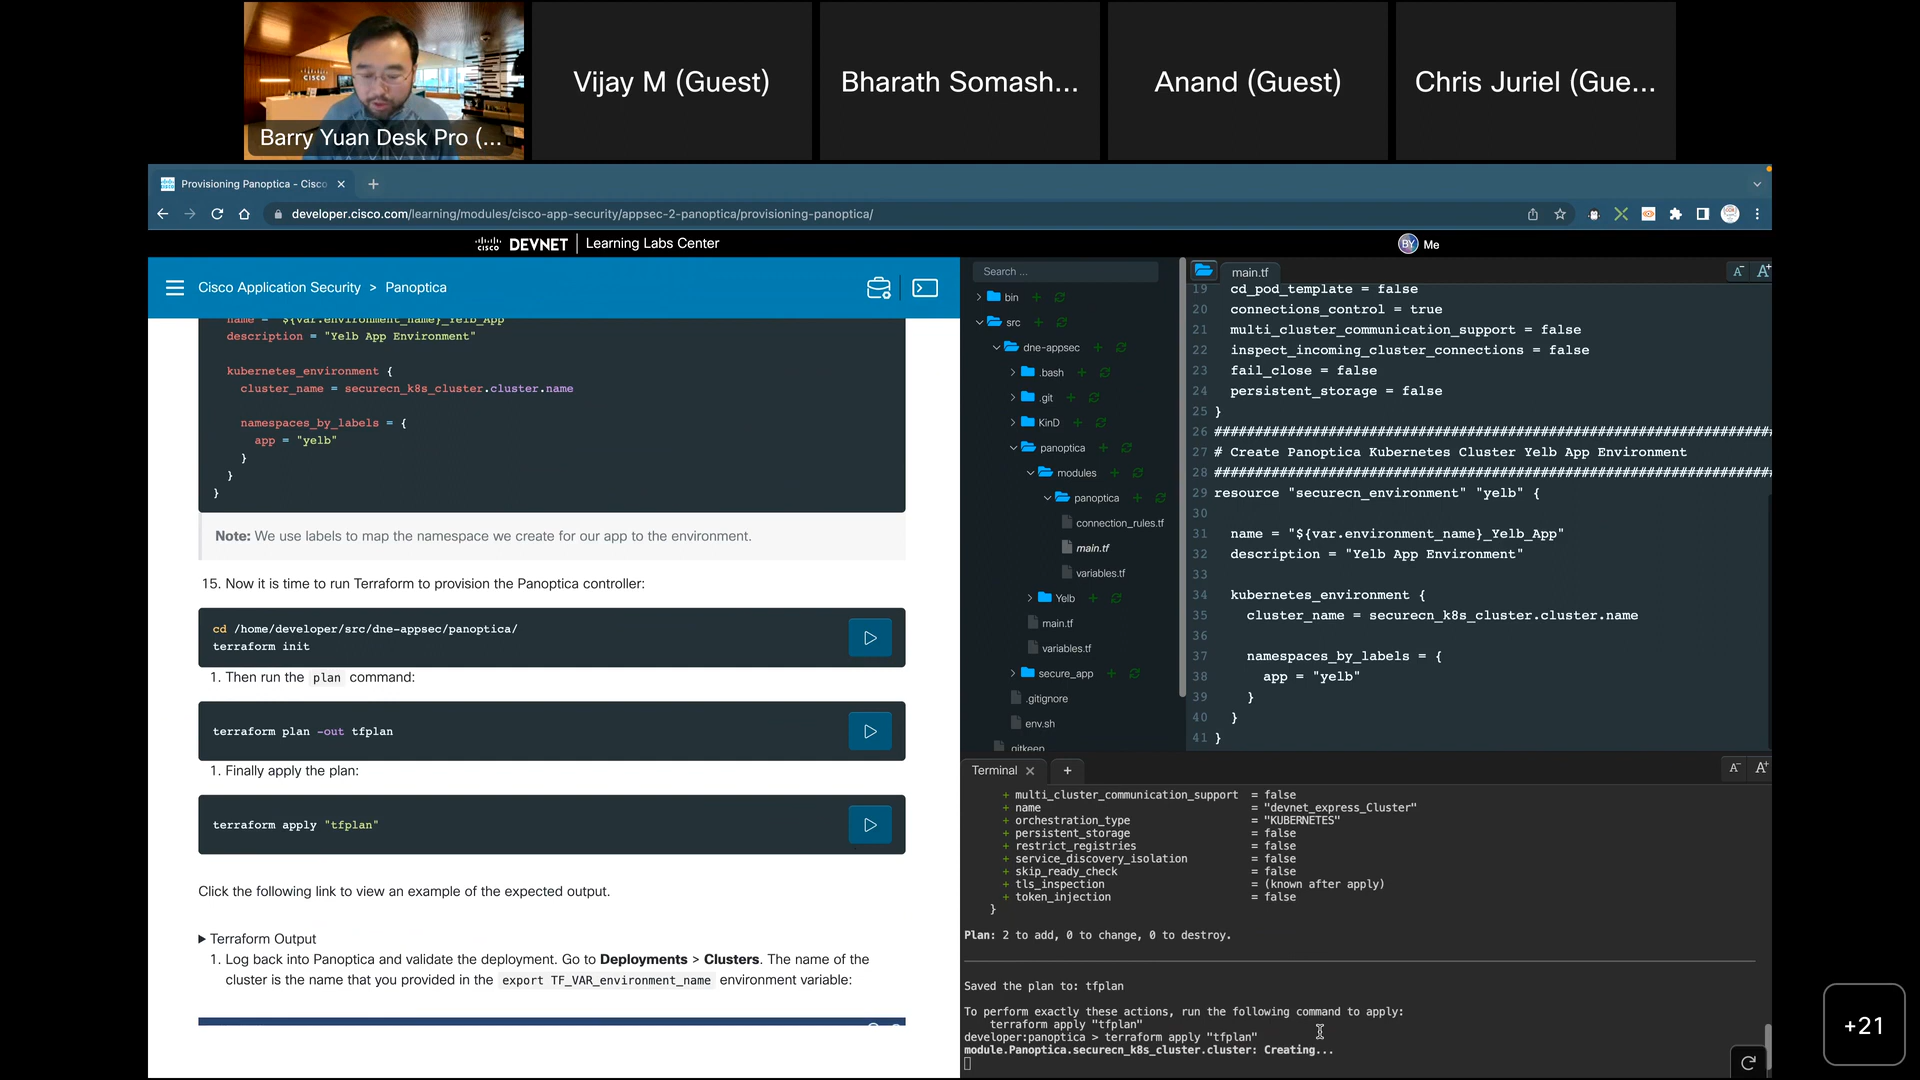 CISCO
Barry Yuan Desk Pro (...
Vijay M (Guest)
Bharath Somash...
Anand (Guest)
Chris Juriel (Gue...
Provisioning Panoptica - Cisco
developer.cisco.com/learning/modules/cisco-app-security/appsec-2-panoptica/provisioning-panoptica/
CISCO DEVNET | Learning Labs Center
BY Me
Cisco Application Security > Panoptica
name = "${var.environment_name}_Yelb_App"
description = "Yelb App Environment"
kubernetes_environment {
cluster_name = securecn_k8s_cluster.cluster.name
namespaces_by_labels = {
app = "yelb"
}
}
}
Note: We use labels to map the namespace we create for our app to the environment.
15. Now it is time to run Terraform to provision the Panoptica controller:
cd /home/developer/src/dne-appsec/panoptica/
terraform init
1. Then run the plan command:
terraform plan -out tfplan
1. Finally apply the plan:
terraform apply "tfplan"
Click the following link to view an example of the expected output.
Terraform Output
1. Log back into Panoptica and validate the deployment. Go to Deployments > Clusters. The name of the
cluster is the name that you provided in the export TF_VAR_environment_name environment variable:
Search ...
bin
src
dne-appsec
.bash
.git
KinD
panoptica
modules
panoptica
connection_rules.tf
main.tf
variables.tf
Yelb
main.tf
variables.tf
secure_app
.gitignore
env.sh
gitkeep
main.tf
A- A+
19 cd_pod_template = false
20 connections_control = true
21 multi_cluster_communication_support = false
22 inspect_incoming_cluster_connections = false
23 fail_close = false
24 persistent_storage = false
25 }
26 ######################################################################
27 # Create Panoptica Kubernetes Cluster Yelb App Environment
28 ######################################################################
29 resource "securecn_environment" "yelb" {
30
31 name = "${var.environment_name}_Yelb_App"
32 description = "Yelb App Environment"
33
34 kubernetes_environment {
35 cluster_name = securecn_k8s_cluster.cluster.name
36
37 namespaces_by_labels = {
38 app = "yelb"
39 }
40 }
41 }
Terminal
A- A+
+ multi_cluster_communication_support = false
+ name = "devnet_express_Cluster"
+ orchestration_type = "KUBERNETES"
+ persistent_storage = false
+ restrict_registries = false
+ service_discovery_isolation = false
+ skip_ready_check = false
+ tls_inspection = (known after apply)
+ token_injection = false
}
Plan: 2 to add, 0 to change, 0 to destroy.
Saved the plan to: tfplan
To perform exactly these actions, run the following command to apply:
terraform apply "tfplan"
developer:panoptica > terraform apply "tfplan"
module.Panoptica.securecn_k8s_cluster.cluster: Creating...
+21